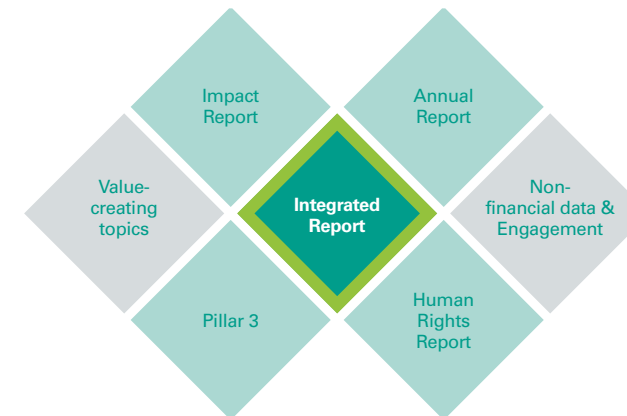 Impact
Report
Annual
Report
Value-
creating
topics
Integrated
Report
Non-
financial data &
Engagement
Pillar 3
Human
Rights
Report